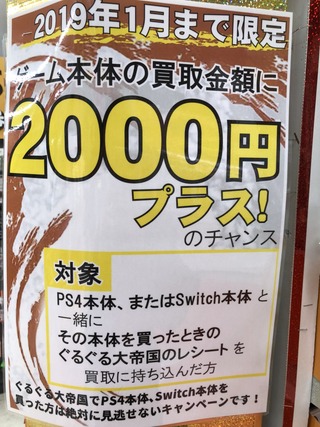 2019年1月まで限定
ゲーム本体の買取金額に
2000円
プラス!
のチャンス
対象
PS4本体、またはSwitch本体と
一緒に
その本体を買ったときの
ぐるぐる大帝国のレシートを
買取に持ち込んだ方
ぐるぐる大帝国でPS4本体、Switch本体を
買った方は絶対に見逃せないキャンペーンです!